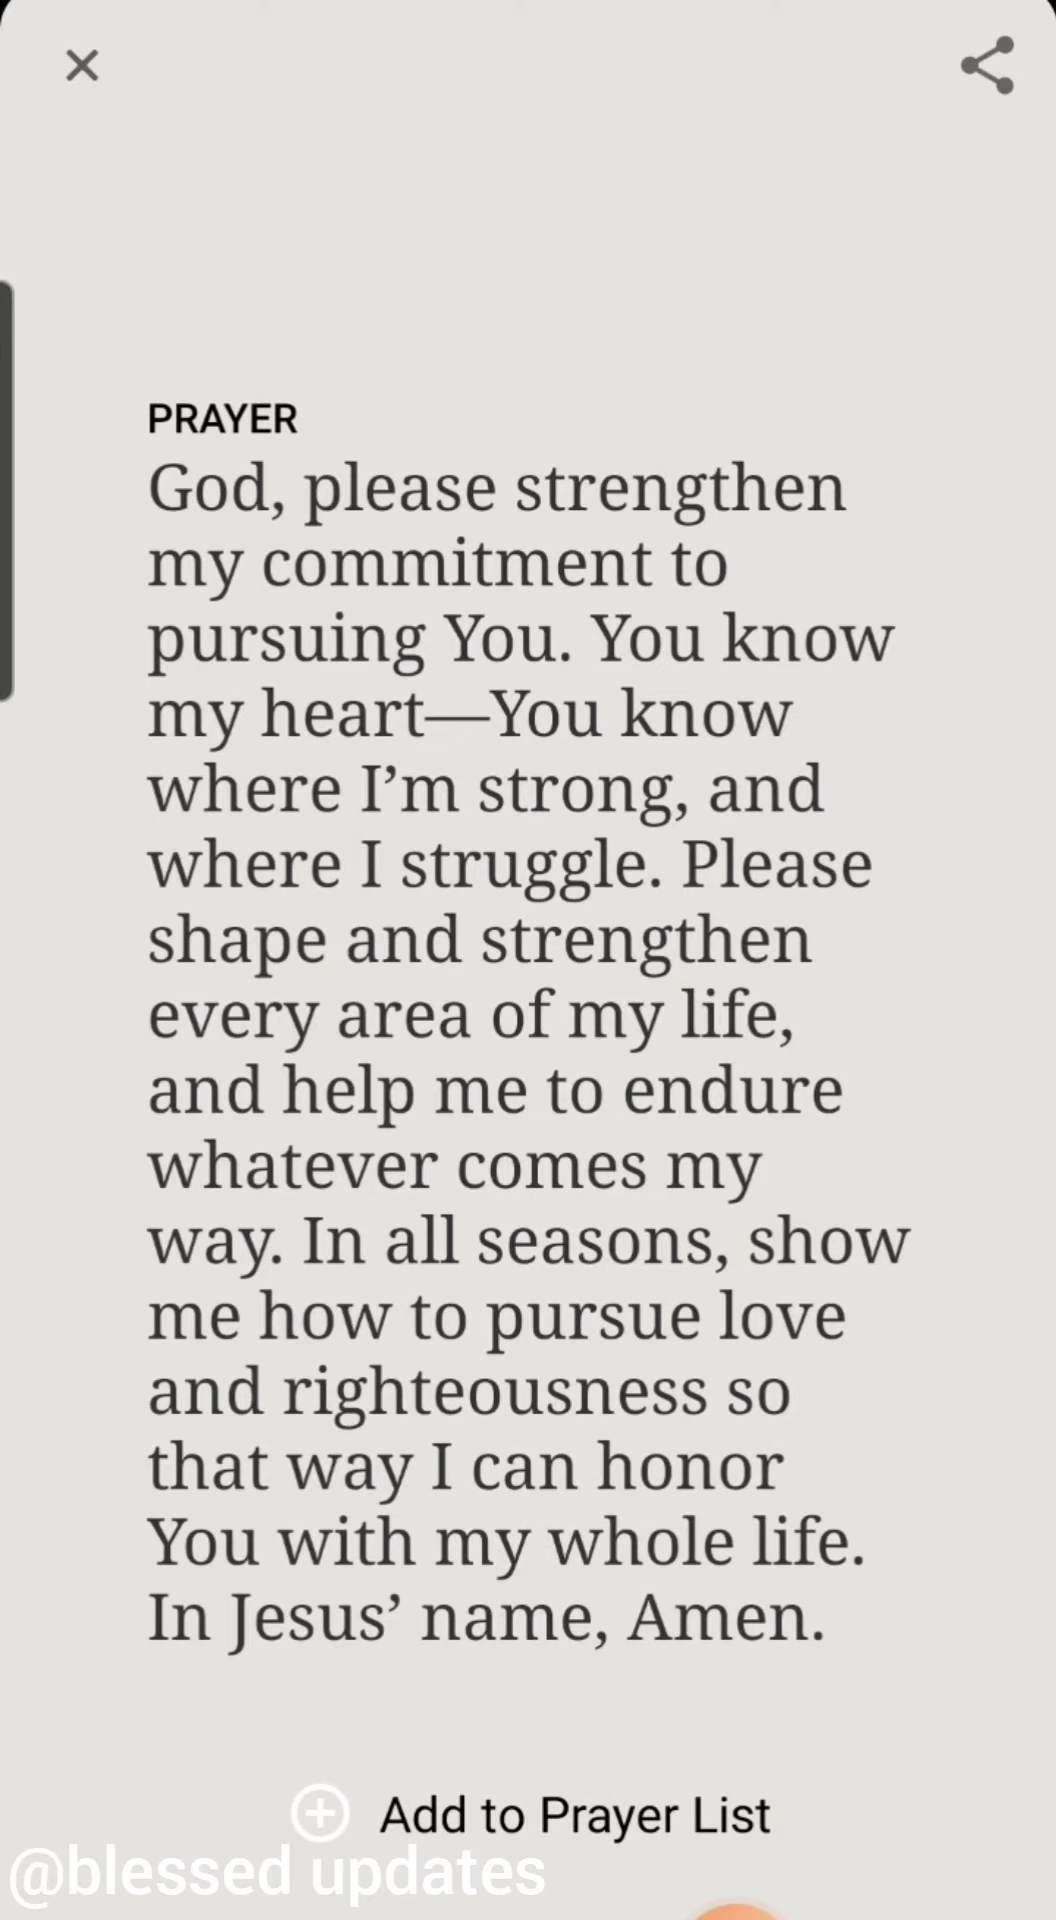 PRAYER
God, please strengthen
my commitment to
pursuing You. You know
my heart—You know
where I’m strong, and
where I struggle. Please
shape and strengthen
every area of my life,
and help me to endure
whatever comes my
way. In all seasons, show
me how to pursue love
and righteousness so
that way I can honor
You with my whole life.
In Jesus’ name, Amen.
Add to Prayer List
@blessed updates